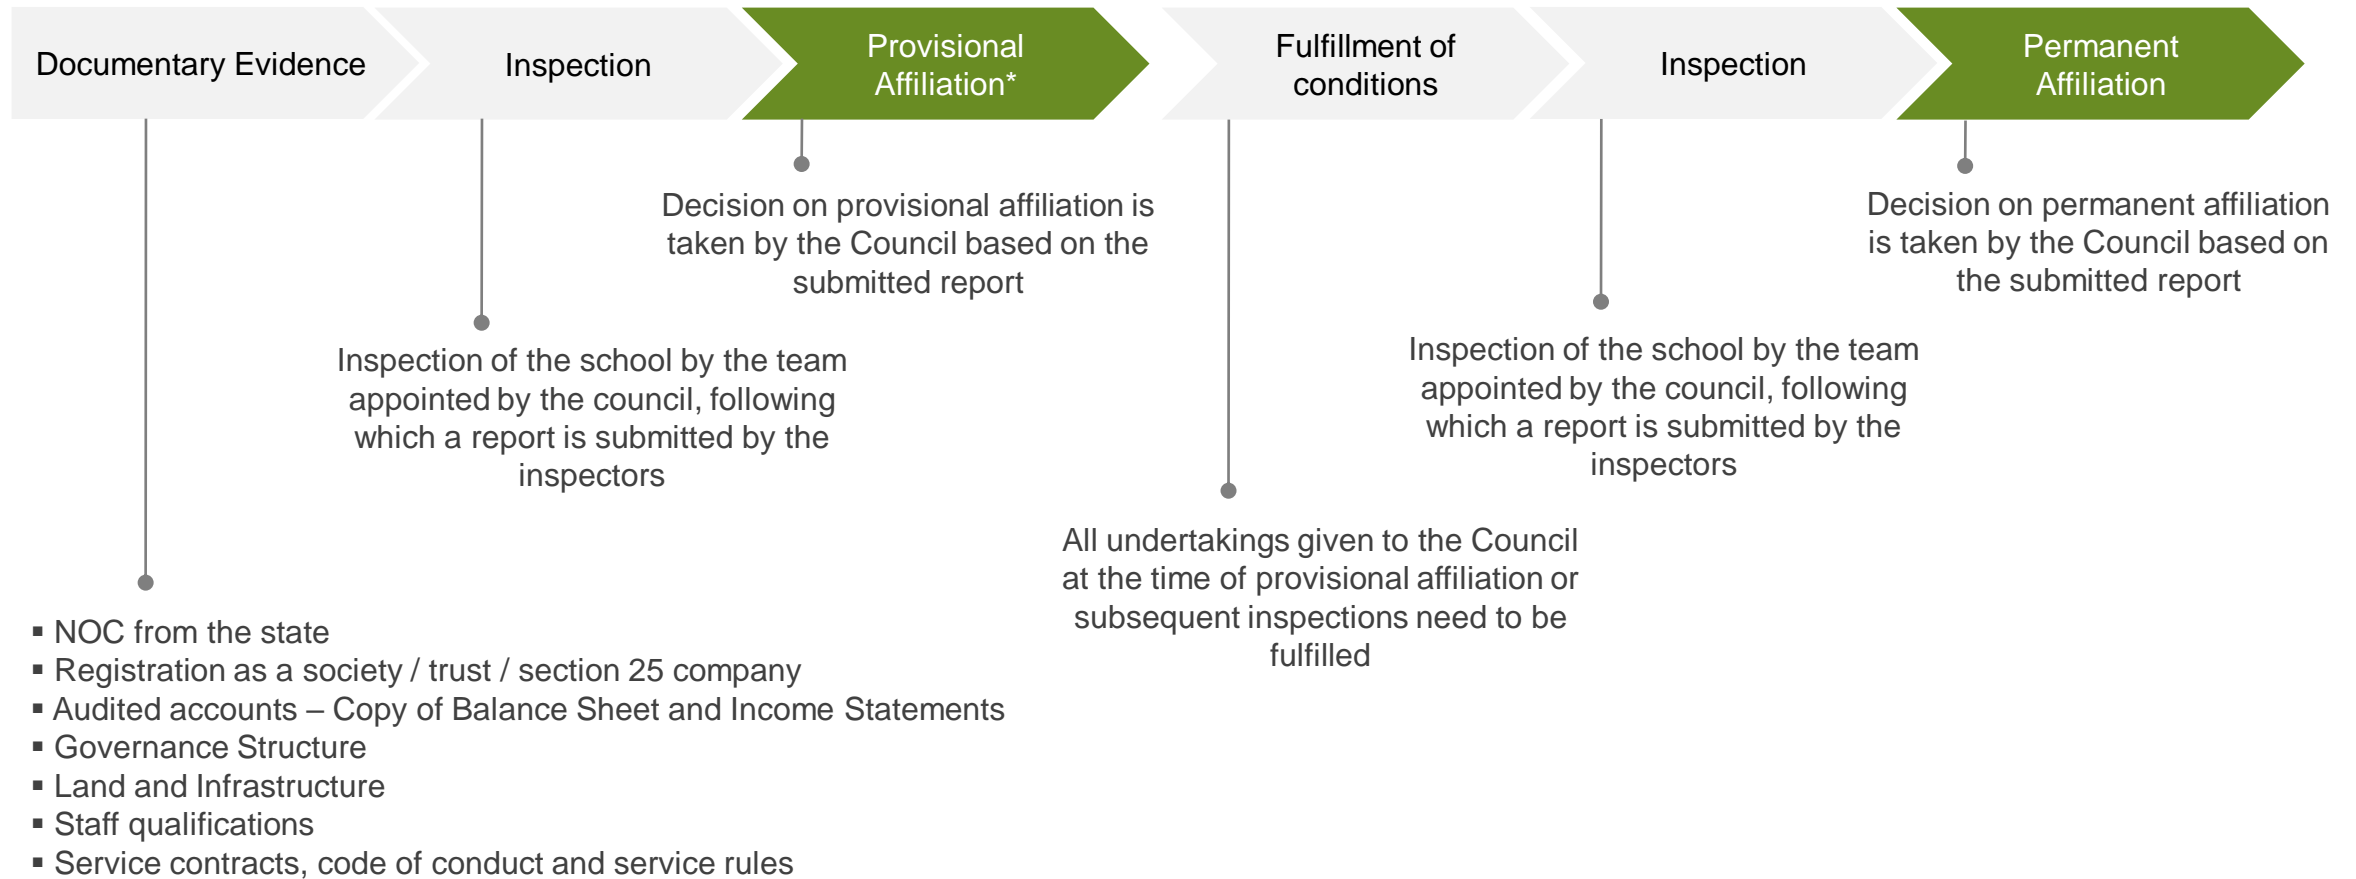 Documentary Evidence
Inspection
Provisional
Affiliation*
Fulfillment of
conditions
Inspection
Permanent
Affiliation
Decision on provisional affiliation is
taken by the Council based on the
submitted report
Decision on permanent affiliation
is taken by the Council based on
the submitted report
Inspection of the school by the team
appointed by the council, following
which a report is submitted by the
inspectors
Inspection of the school by the team
appointed by the council, following
which a report is submitted by the
inspectors
All undertakings given to the Council
at the time of provisional affiliation or
subsequent inspections need to be
fulfilled
▪ NOC from the state
▪ Registration as a society / trust / section 25 company
▪ Audited accounts – Copy of Balance Sheet and Income Statements
▪ Governance Structure
▪ Land and Infrastructure
▪ Staff qualifications
▪ Service contracts, code of conduct and service rules